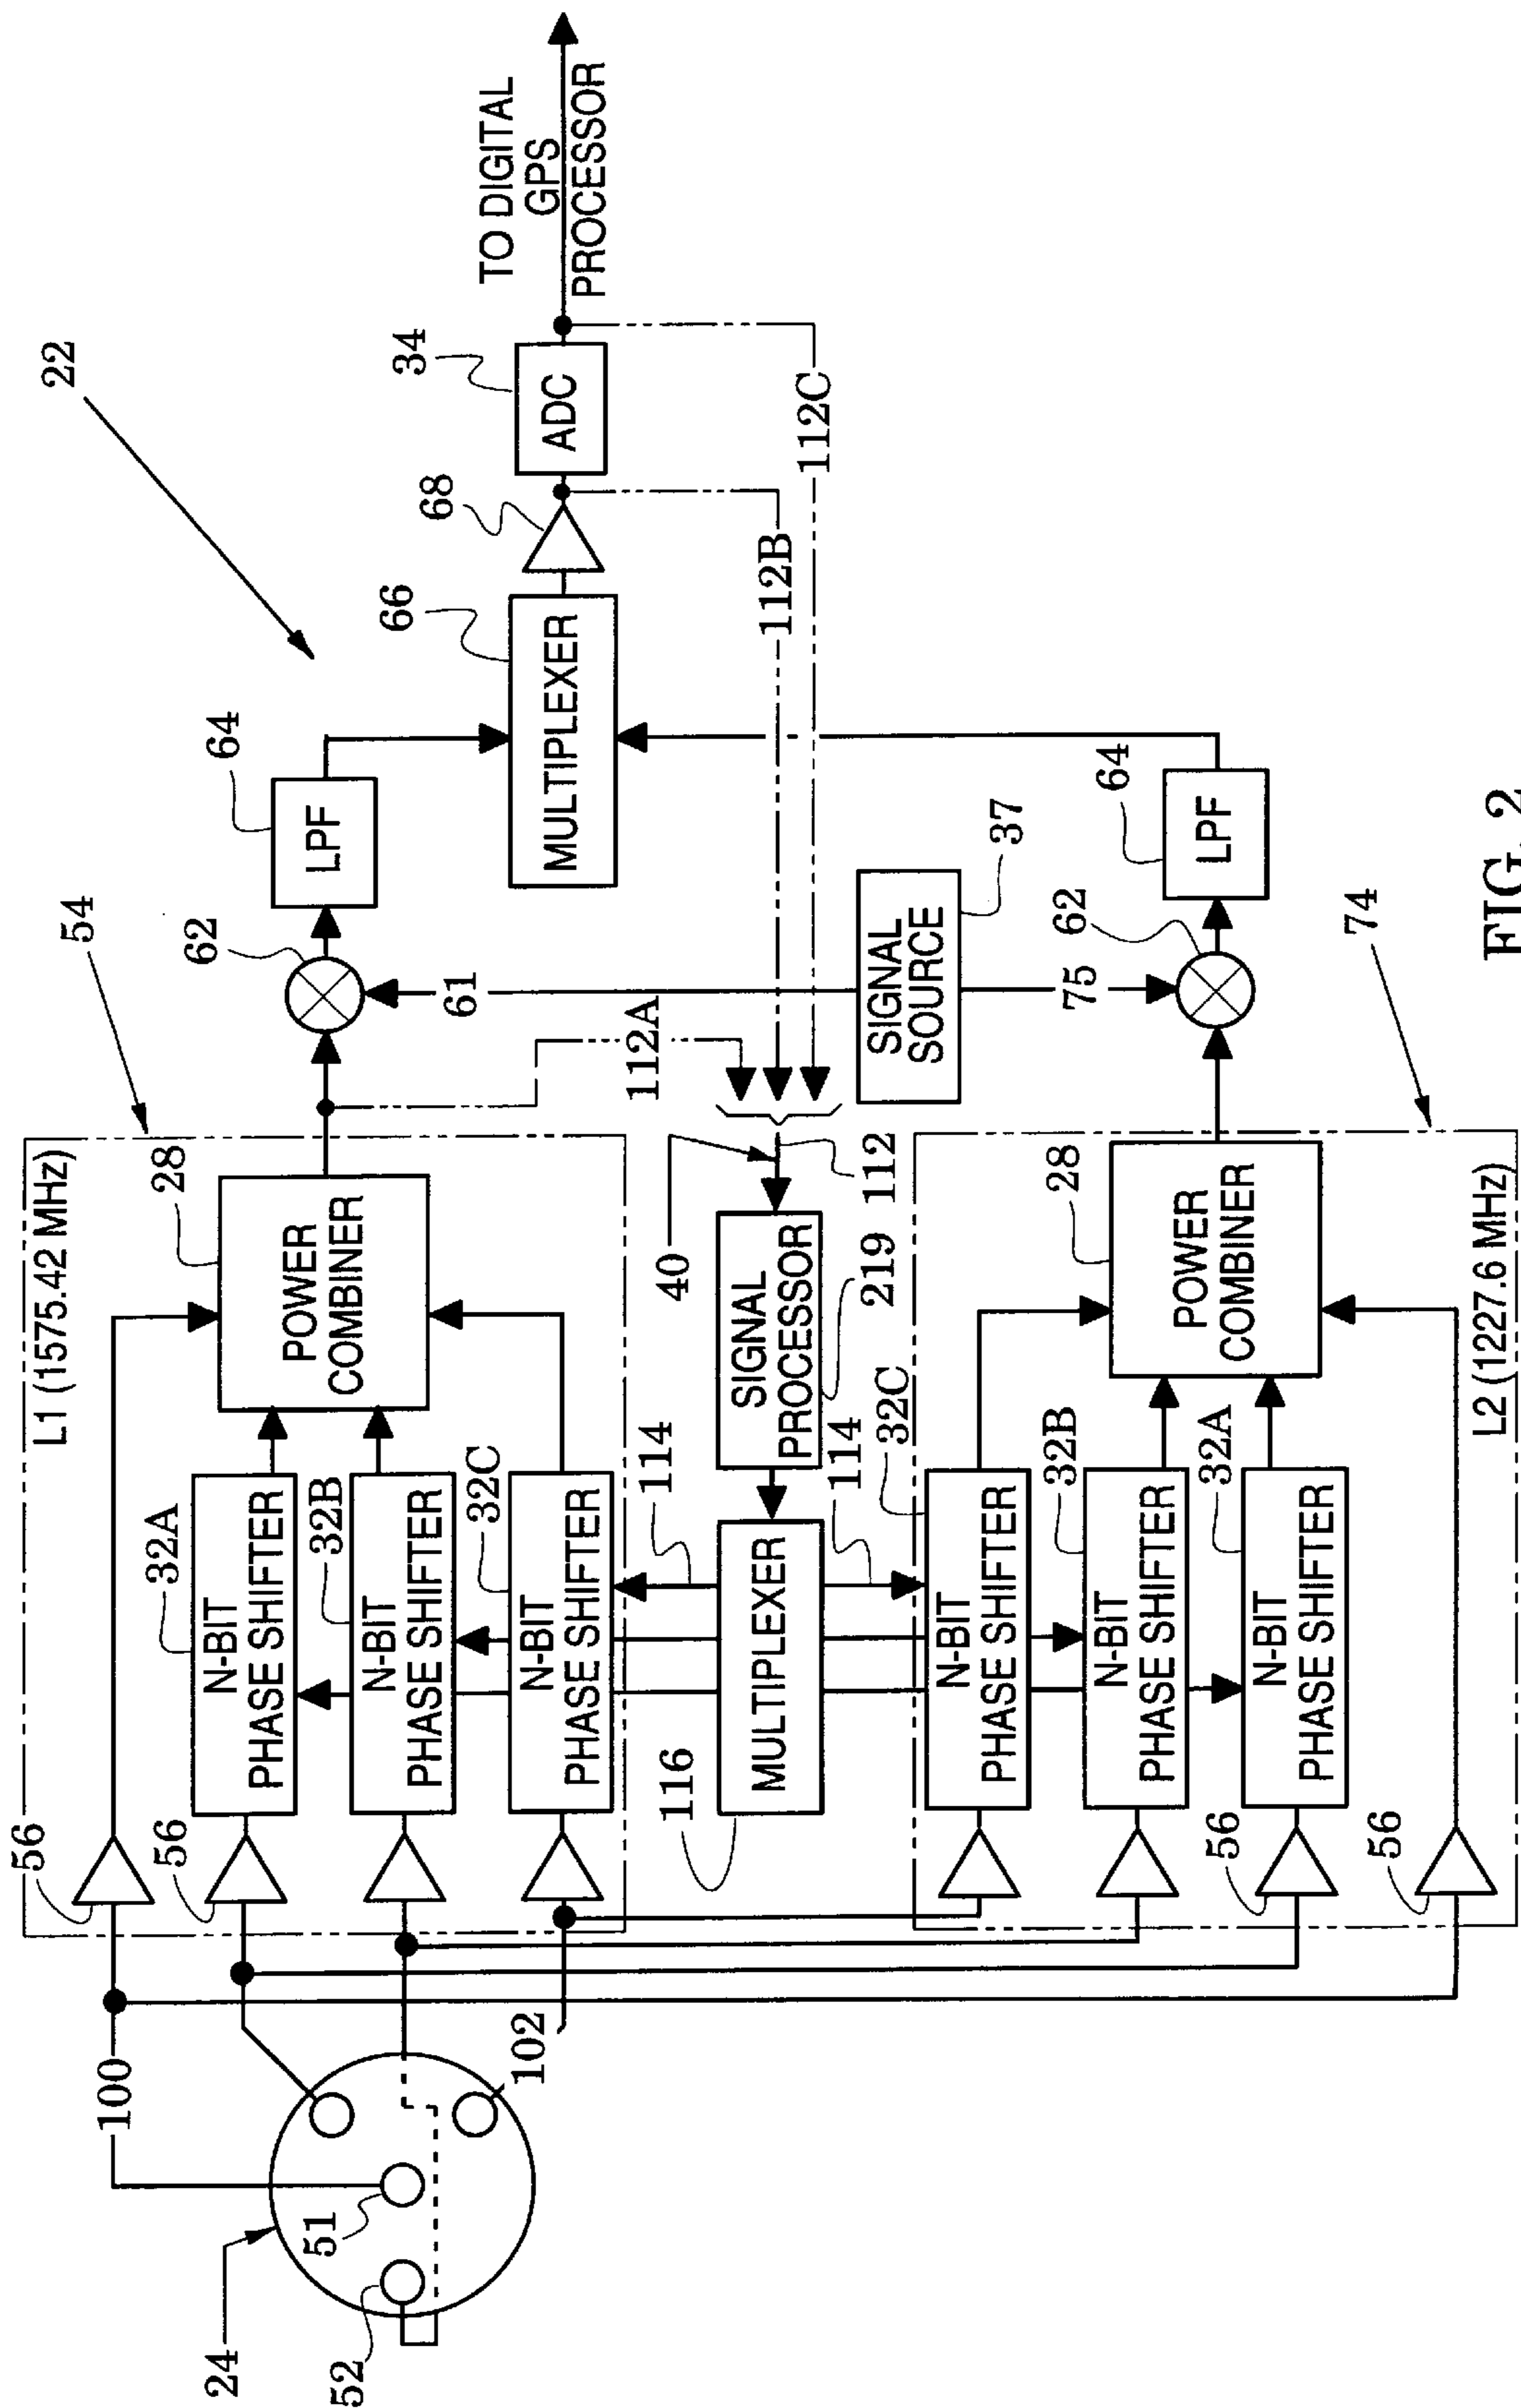 22
54
L1 (1575.42 MHz)
56
56
32A
N-BIT
PHASE SHIFTER
32B
N-BIT
PHASE SHIFTER
32C
N-BIT
PHASE SHIFTER
28
POWER
COMBINER
62
64
LPF
66
MULTIPLEXER
68
34
ADC
TO DIGITAL
GPS
PROCESSOR
100
24
51
52
102
61
112A
112B
112C
40
112
SIGNAL
PROCESSOR
219
114
114
116
MULTIPLEXER
SIGNAL
SOURCE
37
75
62
64
LPF
74
28
POWER
COMBINER
32C
N-BIT
PHASE SHIFTER
32B
N-BIT
PHASE SHIFTER
32A
N-BIT
PHASE SHIFTER
56
56
L2 (1227.6 MHz)
FIG. 2